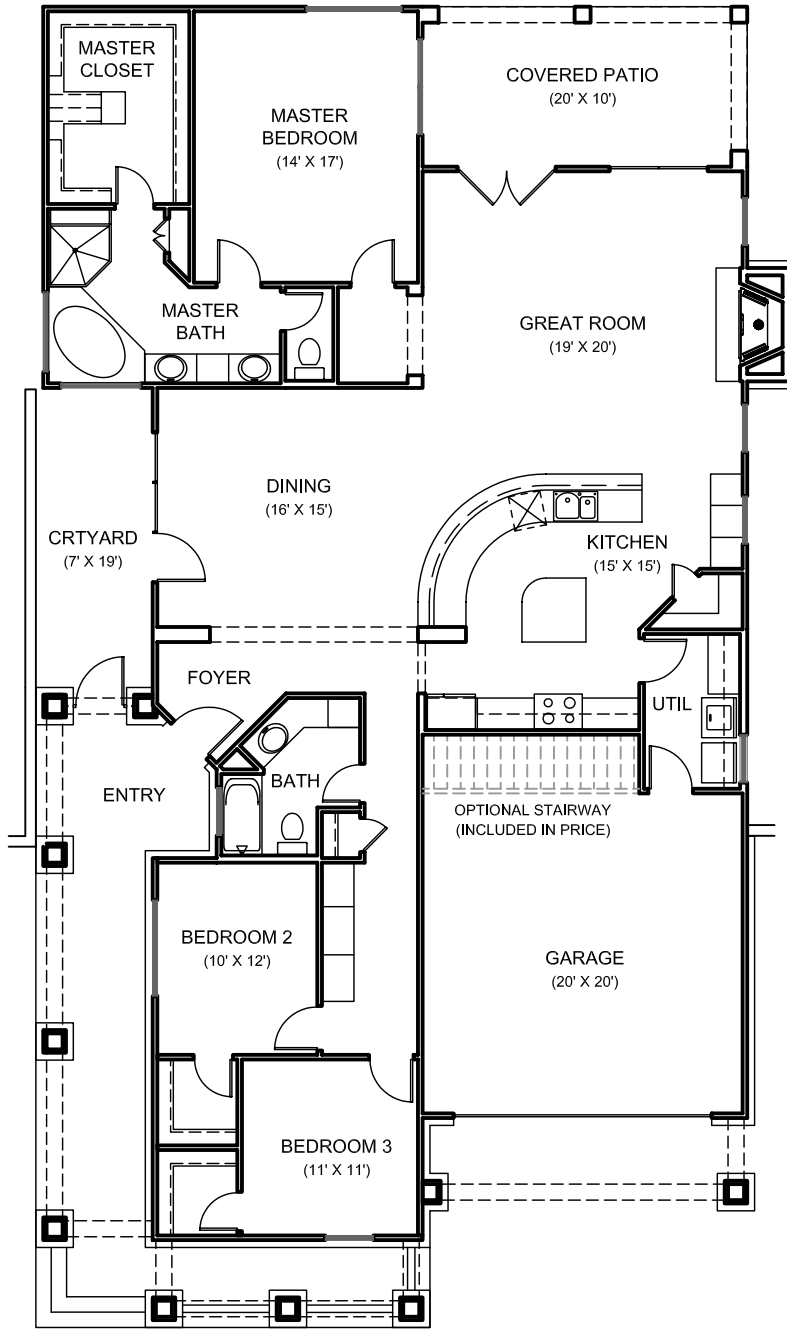 MASTER
CLOSET
COVERED PATIO
(20' X 10')
MASTER
BEDROOM
(14' X 17')
MASTER
BATH
GREAT ROOM
(19' X 20')
DINING
(16' X 15')
CRTYARD
(7' X 19')
KITCHEN
(15' X 15')
FOYER
UTIL
BATH
ENTRY
OPTIONAL STAIRWAY
(INCLUDED IN PRICE)
BEDROOM 2
(10' X 12')
GARAGE
(20' X 20')
BEDROOM 3
(11' X 11')